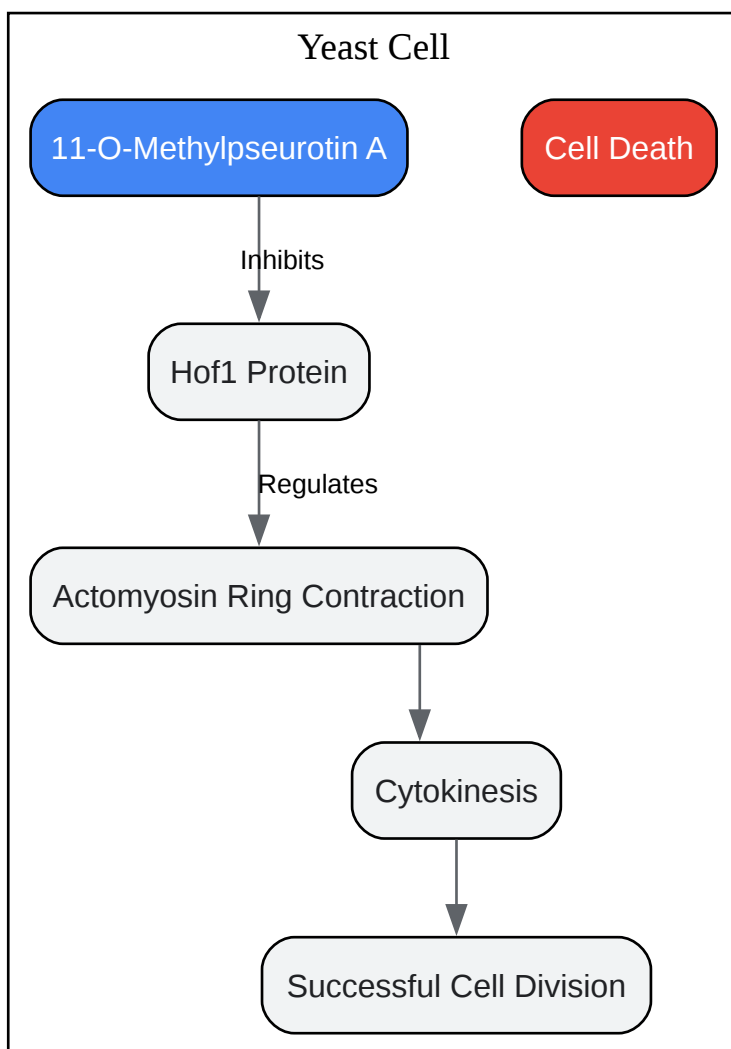 Yeast Cell
11-O-Methylpseurotin A
Cell Death
Inhibits
Hof1 Protein
Regulates
Actomyosin Ring Contraction
Cytokinesis
Successful Cell Division